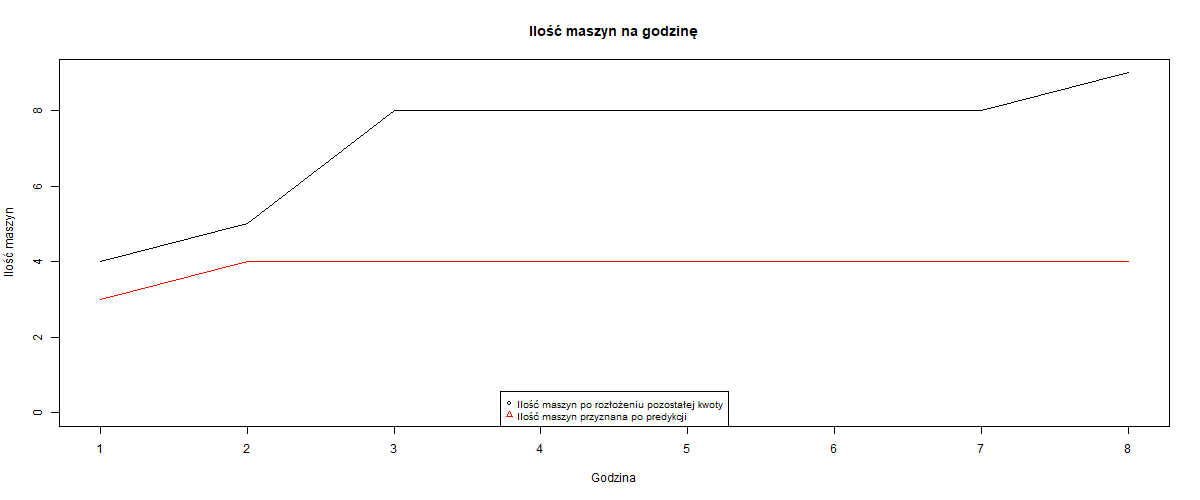 Ilość maszyn na godzinę
Ilość maszyn
8
6
4
2
0
Ilość maszyn po rozłożeniu pozostałej kwoty
Ilość maszyn przyznana po predykcji
1 2 3 4 5 6 7 8
Godzina